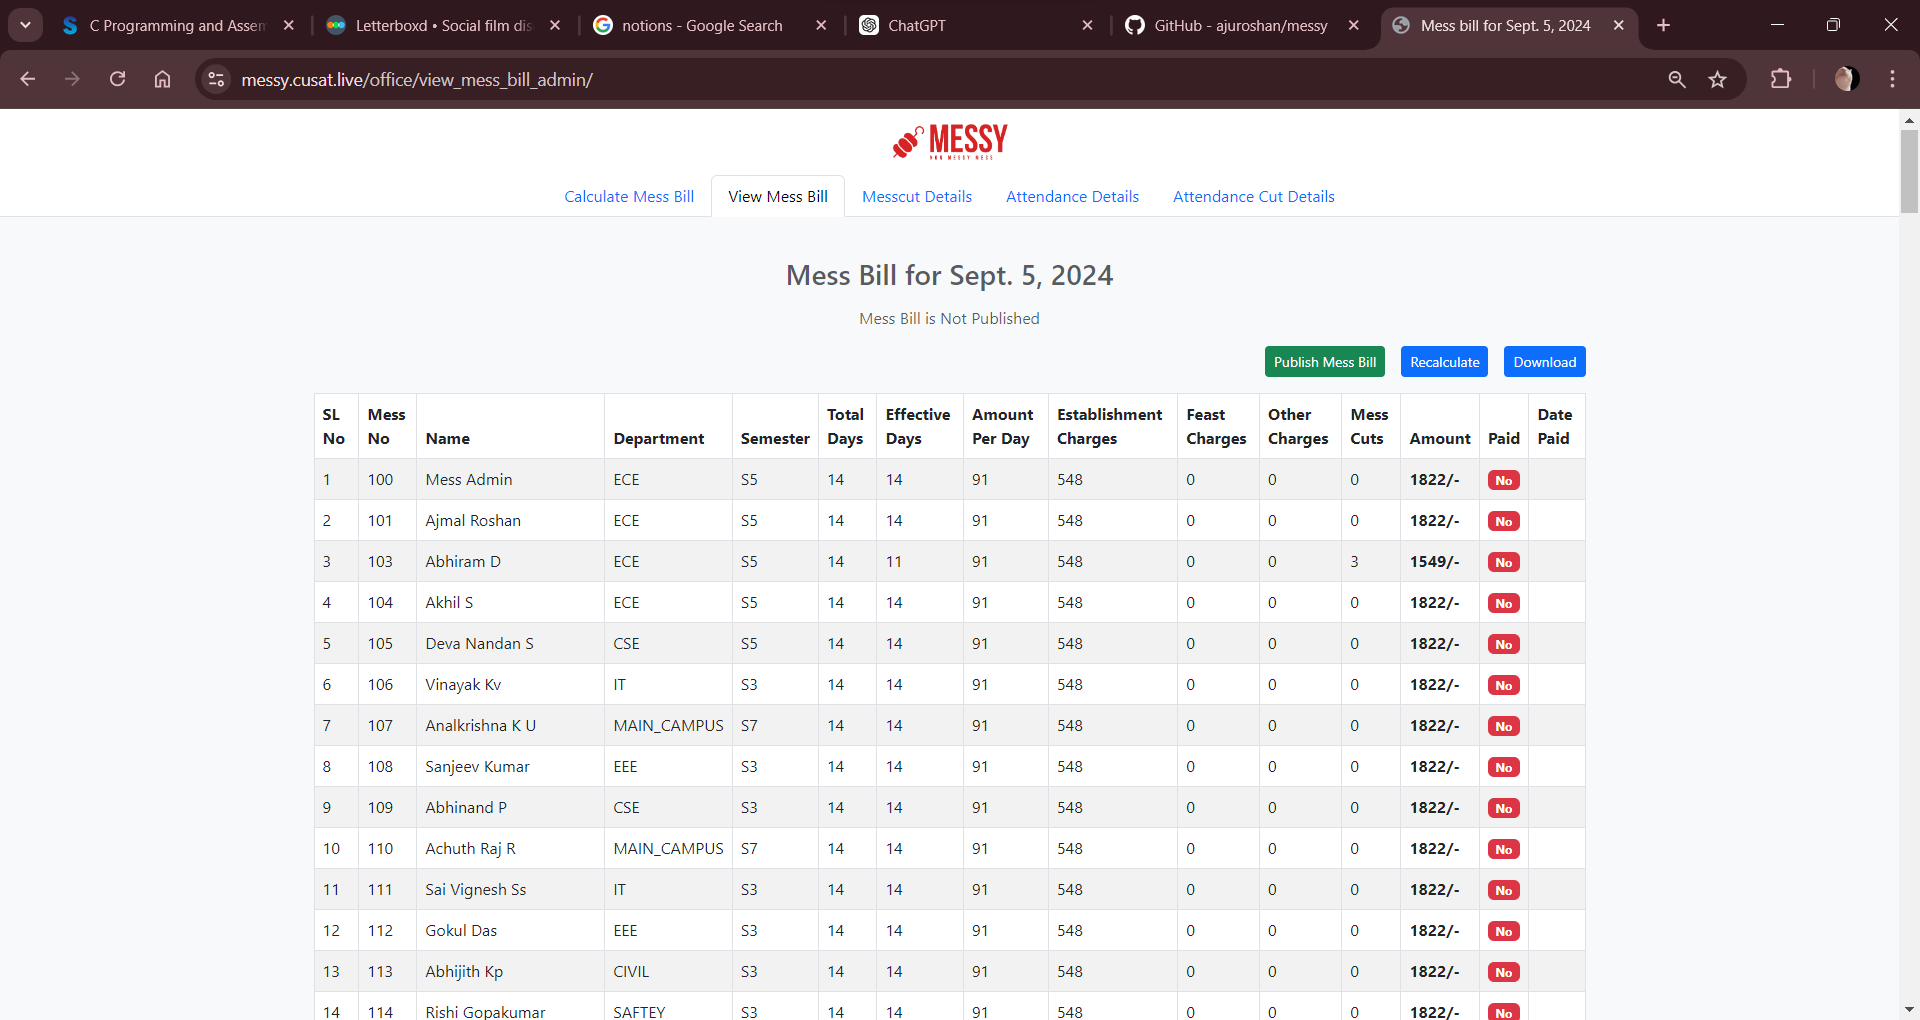 C Programming and Assem
Letterboxd • Social film dis
notions - Google Search
ChatGPT
GitHub - ajuroshan/messy
Mess bill for Sept. 5, 2024
messy.cusat.live/office/view_mess_bill_admin/
MESSY
Calculate Mess Bill View Mess Bill Messcut Details Attendance Details Attendance Cut Details
Mess Bill for Sept. 5, 2024
Mess Bill is Not Published
Publish Mess Bill Recalculate Download
SL No Mess No Name Department Semester Total Days Effective Days Amount Per Day Establishment Charges Feast Charges Other Charges Mess Cuts Amount Paid Date Paid
1 100 Mess Admin ECE S5 14 14 91 548 0 0 0 1822/- No
2 101 Ajmal Roshan ECE S5 14 14 91 548 0 0 0 1822/- No
3 103 Abhiram D ECE S5 14 11 91 548 0 0 3 1549/- No
4 104 Akhil S ECE S5 14 14 91 548 0 0 0 1822/- No
5 105 Deva Nandan S CSE S5 14 14 91 548 0 0 0 1822/- No
6 106 Vinayak Kv IT S3 14 14 91 548 0 0 0 1822/- No
7 107 Analkrishna K U MAIN_CAMPUS S7 14 14 91 548 0 0 0 1822/- No
8 108 Sanjeev Kumar EEE S3 14 14 91 548 0 0 0 1822/- No
9 109 Abhinand P CSE S3 14 14 91 548 0 0 0 1822/- No
10 110 Achuth Raj R MAIN_CAMPUS S7 14 14 91 548 0 0 0 1822/- No
11 111 Sai Vignesh Ss IT S3 14 14 91 548 0 0 0 1822/- No
12 112 Gokul Das EEE S3 14 14 91 548 0 0 0 1822/- No
13 113 Abhijith Kp CIVIL S3 14 14 91 548 0 0 0 1822/- No
14 114 Rishi Gopakumar SAFTEY S3 14 14 91 548 0 0 0 1822/- No